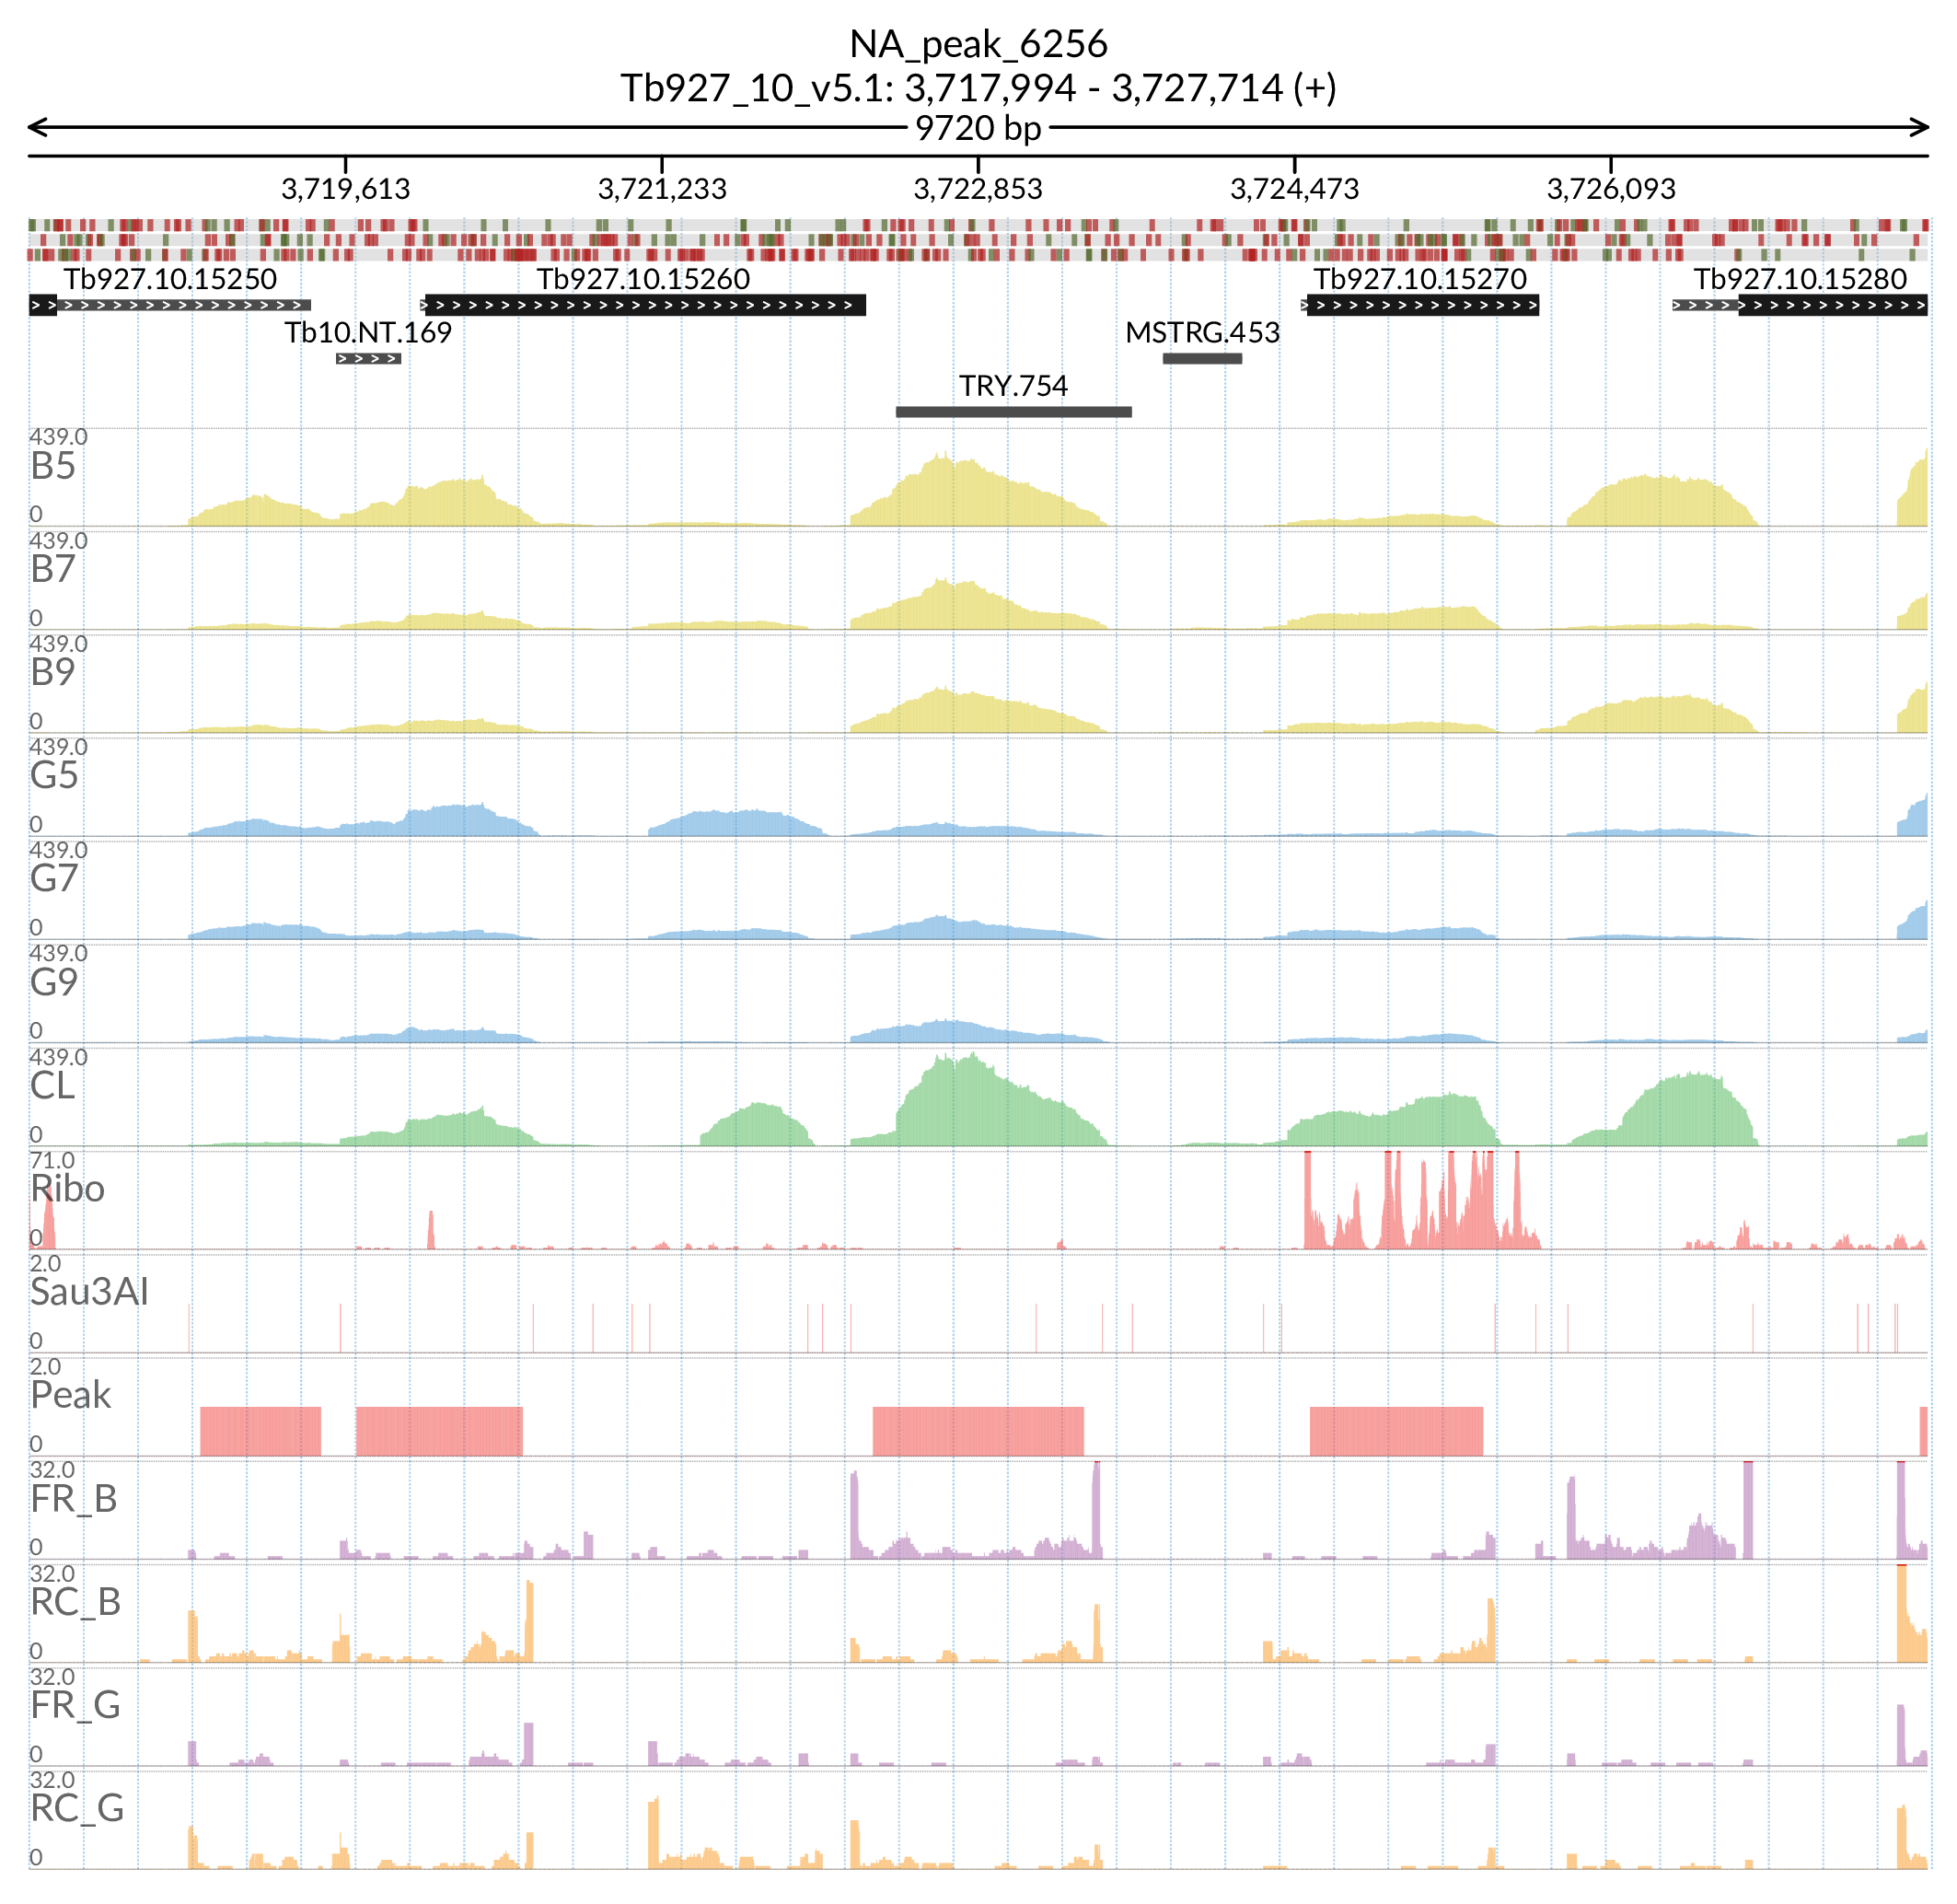 NA_peak_6256
Tb927_10_v5.1: 3,717,994 - 3,727,714 (+)
9720 bp
3,719,613 3,721,233 3,722,853 3,724,473 3,726,093
Tb927.10.15250 Tb927.10.15260 Tb927.10.15270 Tb927.10.15280
Tb10.NT.169 MSTRG.453
TRY.754
439.0
B5
0
439.0
B7
0
439.0
B9
0
439.0
G5
0
439.0
G7
0
439.0
G9
0
439.0
CL
0
71.0
Ribo
0
2.0
Sau3AI
0
2.0
Peak
0
32.0
FR_B
0
32.0
RC_B
0
32.0
FR_G
0
32.0
RC_G
0